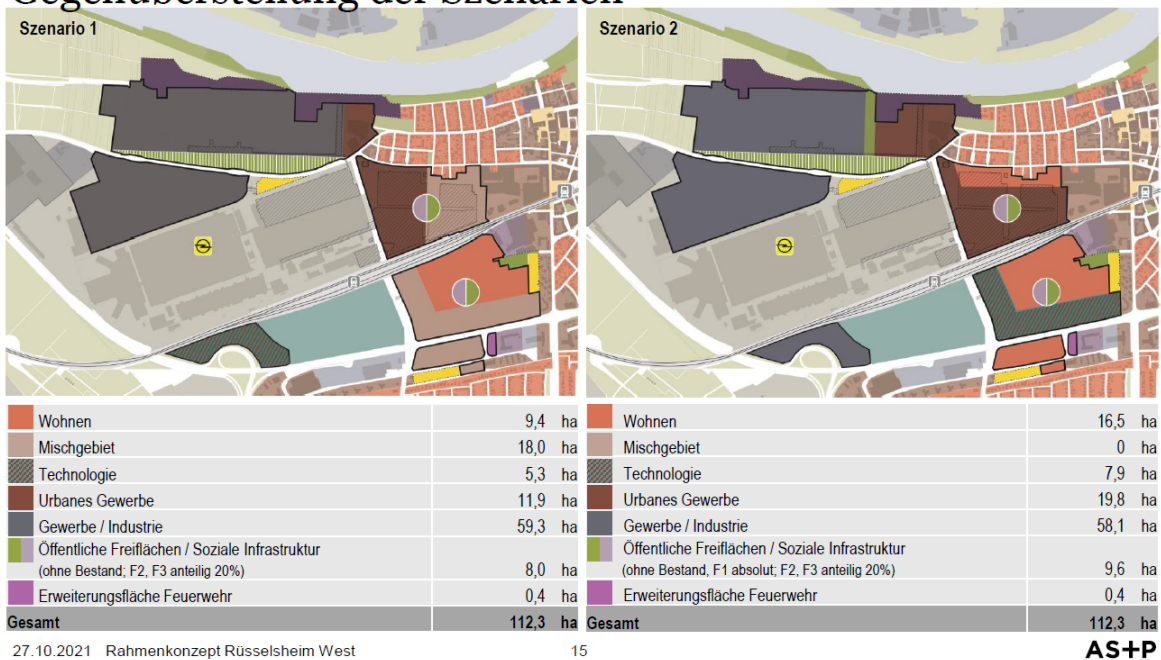 Gegenüberstellung der Szenarien
Szenario 1
Szenario 2
Wohnen 9,4 ha
Mischgebiet 18,0 ha
Technologie 5,3 ha
Urbanes Gewerbe 11,9 ha
Gewerbe / Industrie 59,3 ha
Öffentliche Freiflächen / Soziale Infrastruktur
(ohne Bestand; F2, F3 anteilig 20%) 8,0 ha
Erweiterungsfläche Feuerwehr 0,4 ha
Gesamt 112,3 ha
Wohnen 16,5 ha
Mischgebiet 0 ha
Technologie 7,9 ha
Urbanes Gewerbe 19,8 ha
Gewerbe / Industrie 58,1 ha
Öffentliche Freiflächen / Soziale Infrastruktur
(ohne Bestand, F1 absolut; F2, F3 anteilig 20%) 9,6 ha
Erweiterungsfläche Feuerwehr 0,4 ha
Gesamt 112,3 ha
27.10.2021 Rahmenkonzept Rüsselsheim West 15 AS+P